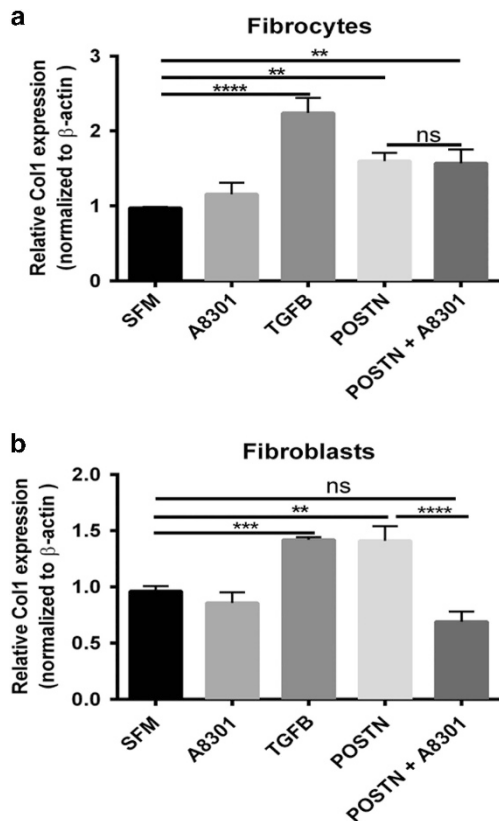 a
Fibrocytes
Relative Col1 expression
(normalized to β-actin )
3
2
1
0
**
**
****
ns
SFM
A8301
TGFB
POSTN
POSTN + A8301
b
Fibroblasts
Relative Col1 expression
(normalized to β-actin )
2.0
1.5
1.0
0.5
0.0
ns
**
****
***
SFM
A8301
TGFB
POSTN
POSTN + A8301